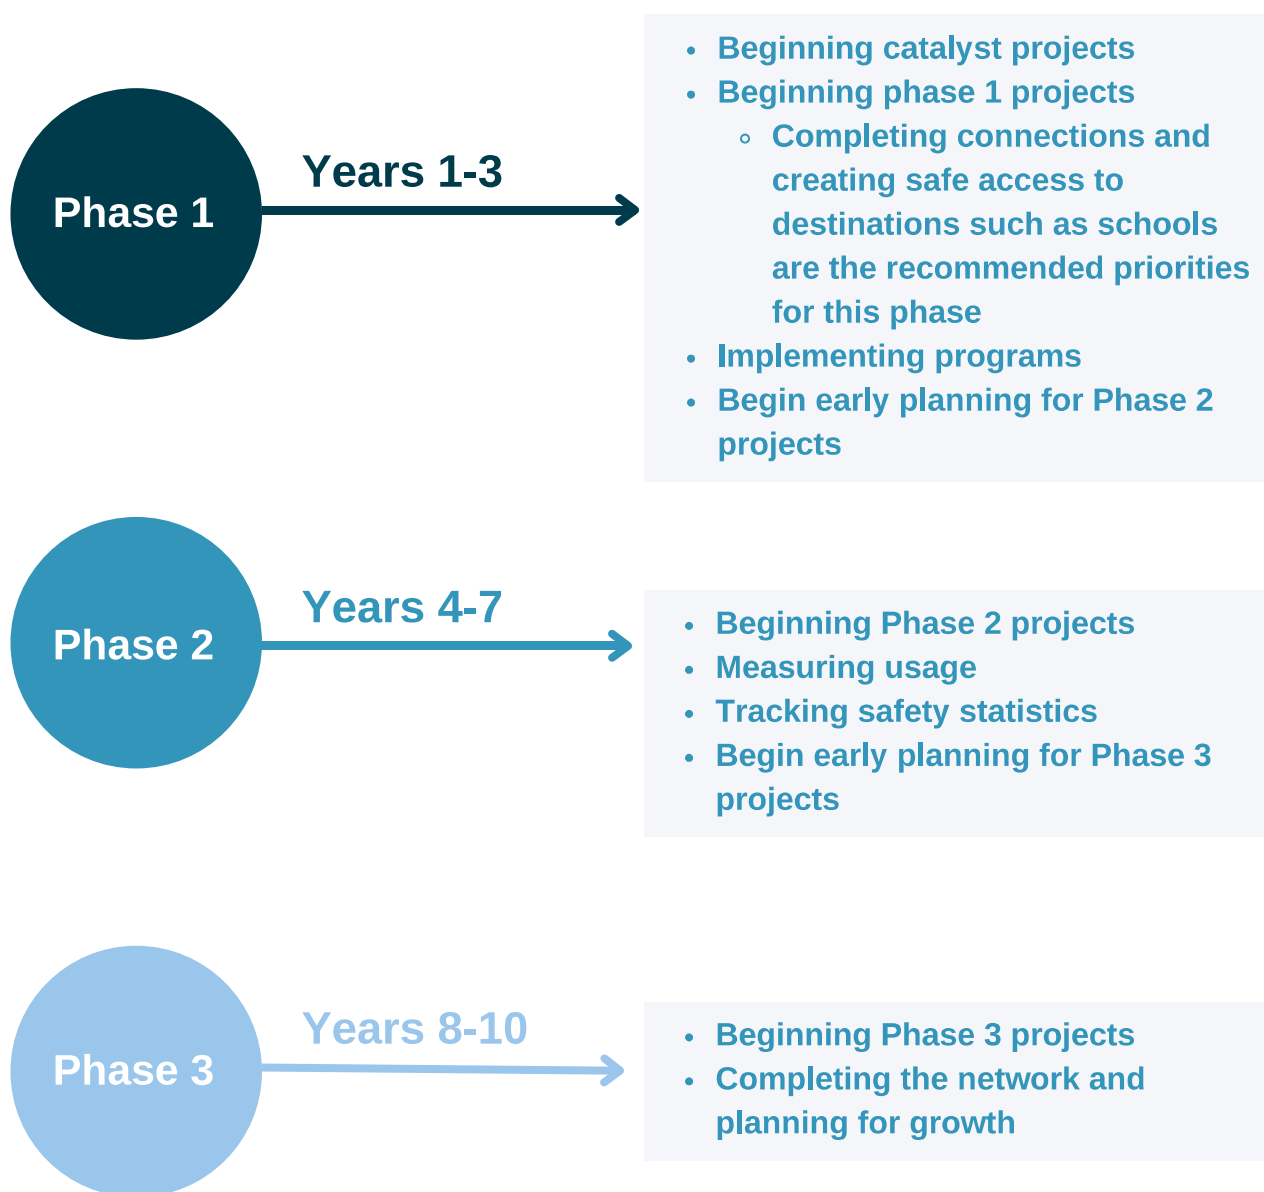 Phase 1
Years 1-3
• Beginning catalyst projects
• Beginning phase 1 projects
◦ Completing connections and
creating safe access to
destinations such as schools
are the recommended priorities
for this phase
• Implementing programs
• Begin early planning for Phase 2
projects
Phase 2
Years 4-7
• Beginning Phase 2 projects
• Measuring usage
• Tracking safety statistics
• Begin early planning for Phase 3
projects
Phase 3
Years 8-10
• Beginning Phase 3 projects
• Completing the network and
planning for growth